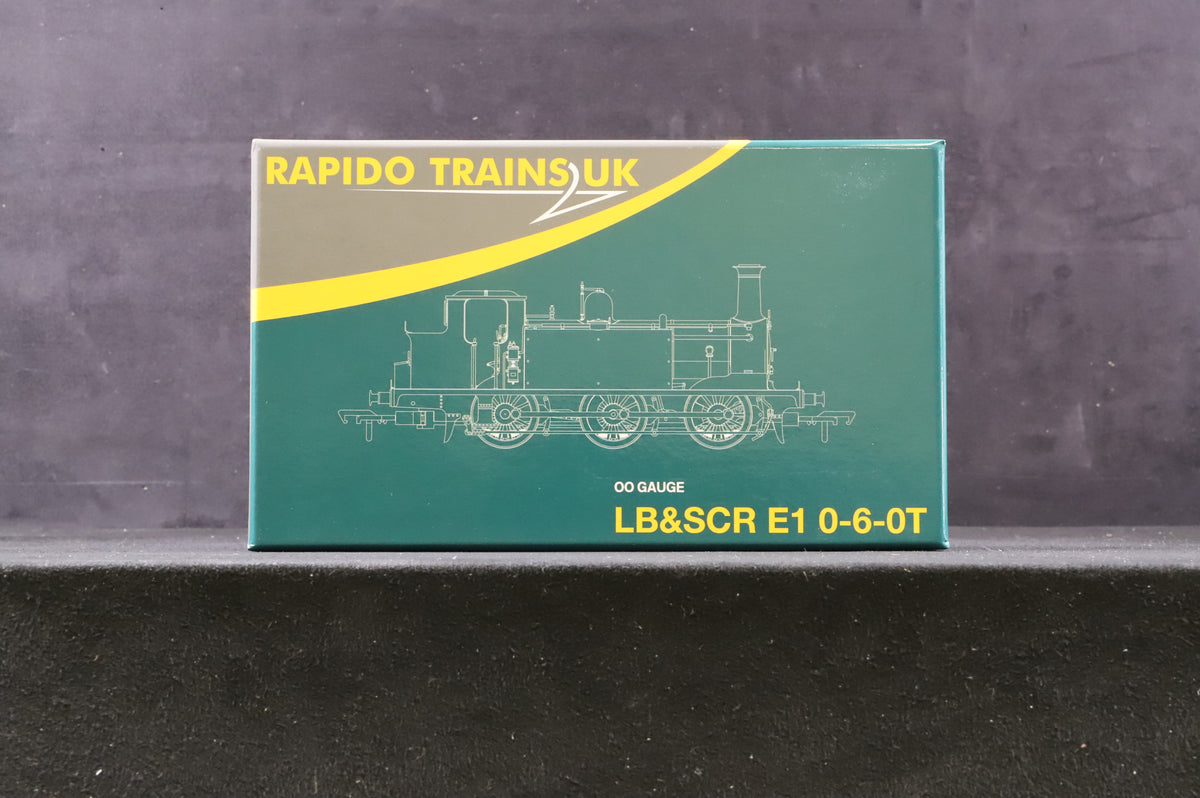 RAPIDO TRAINS UK
OO GAUGE
LB&SCR E1 0-6-0T